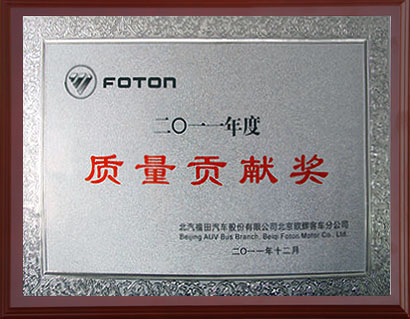 FOTON
二〇一一年度
质量贡献奖
北汽福田汽车股份有限公司北京欧辉客车分公司
Beijing AUV Bus Branch, Beiqi Foton Motor Co., Ltd.
二〇一一年十二月